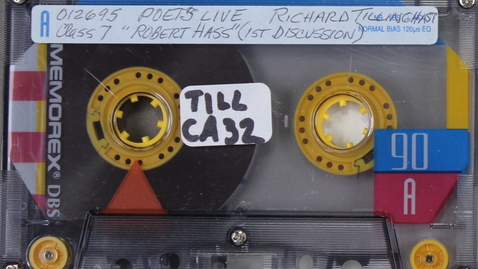 A 012695 POETS LIVE RICHARD TILLINGHAST
CLASS 7 "ROBERT HASS" (1ST DISCUSSION) NORMAL BIAS 120µs EQ
MEMOREX® DBS
TILL
CA32
90
A